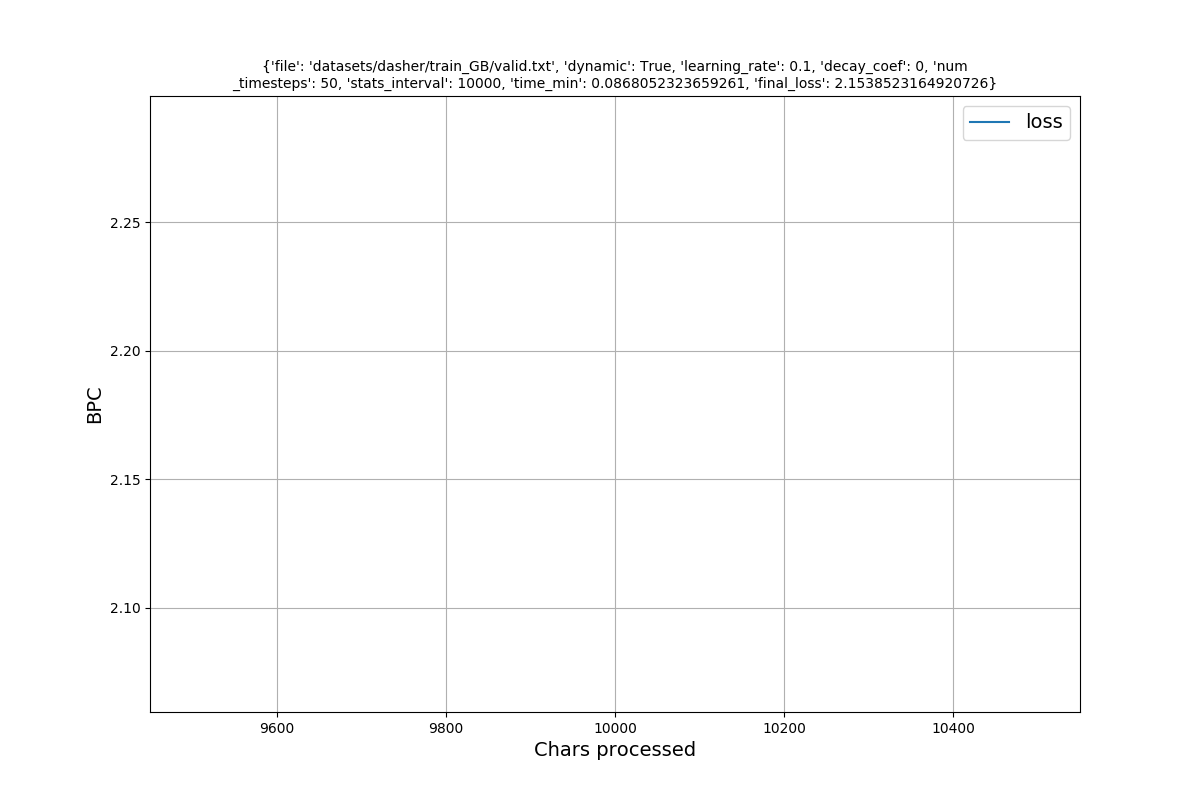 {'file': 'datasets/dasher/train_GB/valid.txt', 'dynamic': True, 'learning_rate': 0.1, 'decay_coef': 0, 'num
_timesteps': 50, 'stats_interval': 10000, 'time_min': 0.0868052323659261, 'final_loss': 2.1538523164920726}
loss
2.25
2.20
2.15
2.10
BPC
9600 9800 10000 10200 10400
Chars processed